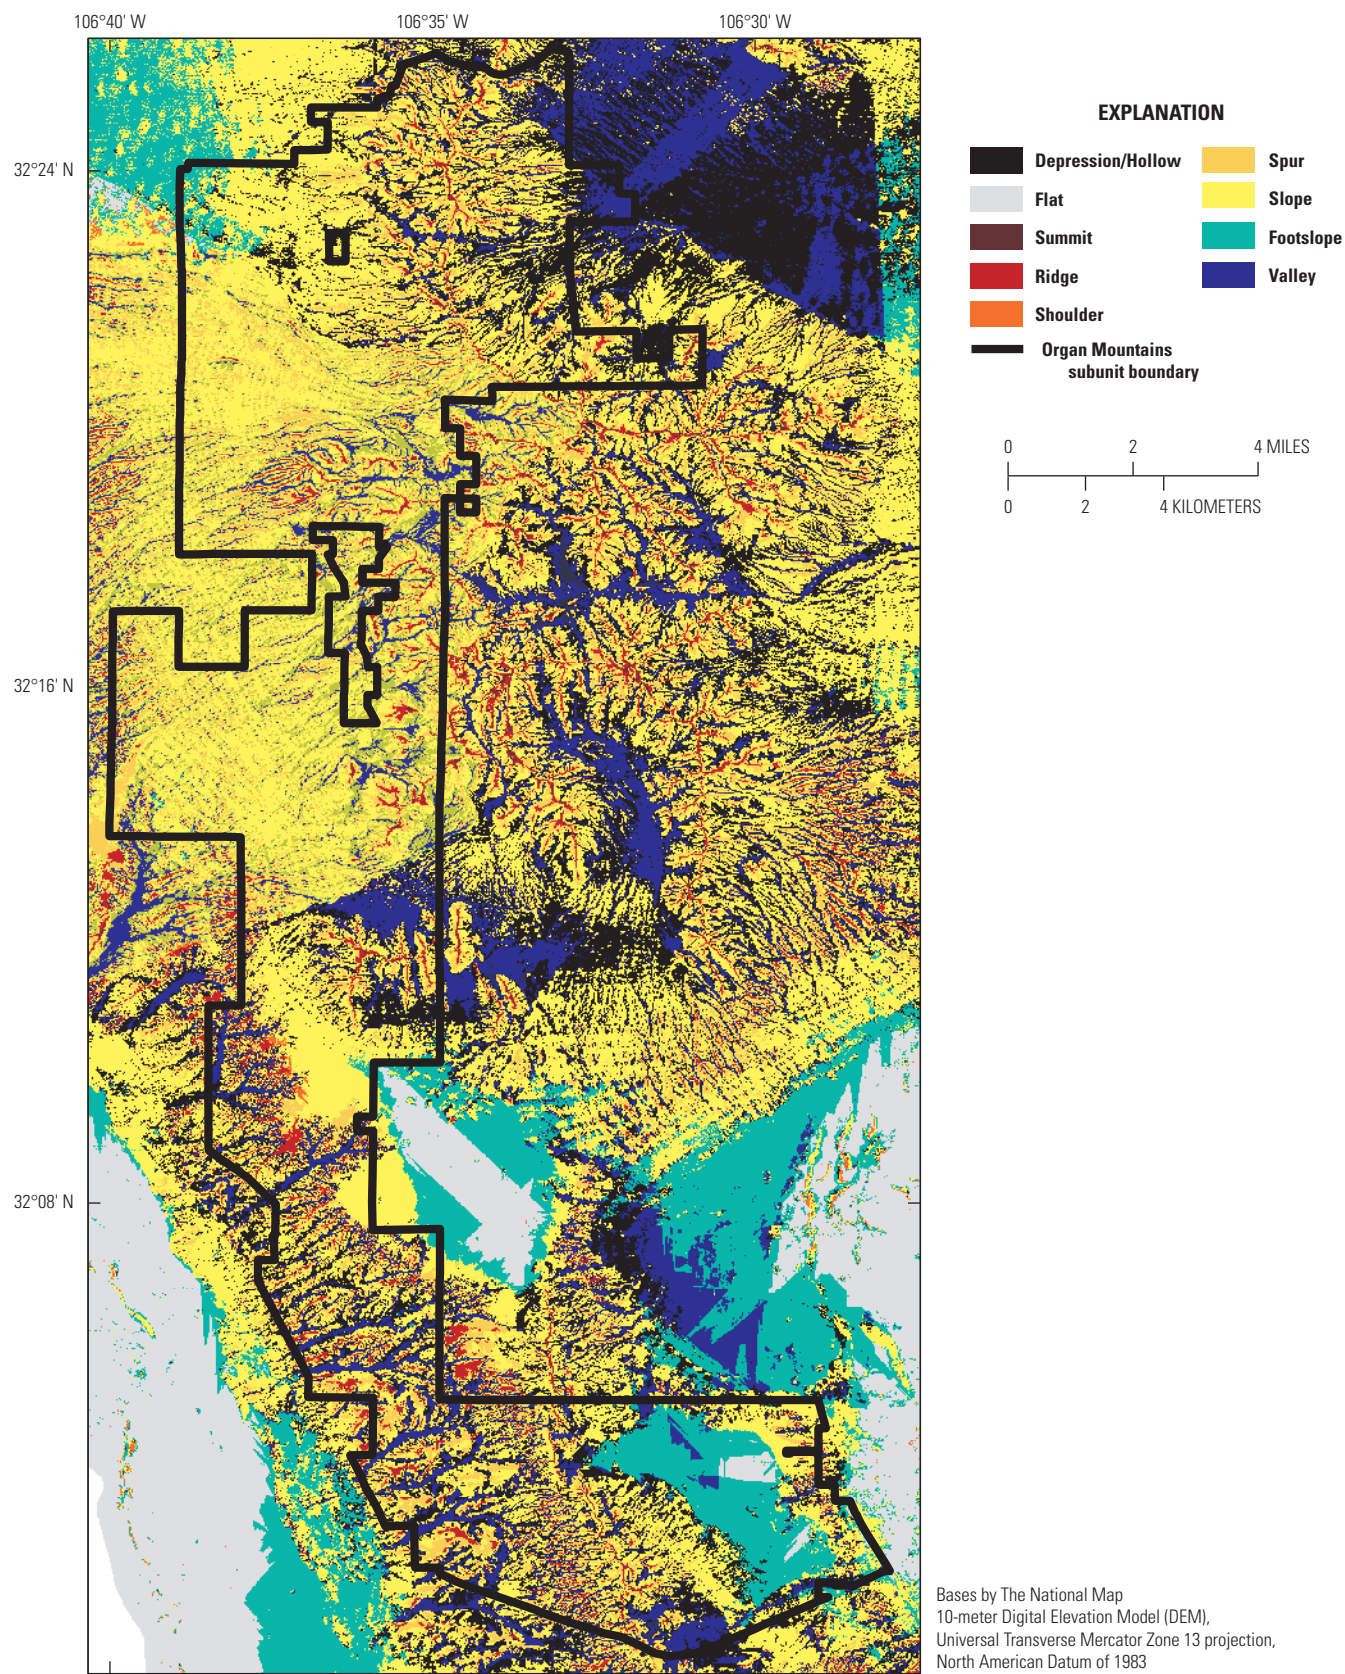 106°40' W
106°35' W
106°30' W
32°24' N
32°16' N
32°08' N
EXPLANATION
Depression/Hollow
Flat
Summit
Ridge
Shoulder
Spur
Slope
Footslope
Valley
Organ Mountains
subunit boundary
0 2 4 MILES
0 2 4 KILOMETERS
Bases by The National Map
10-meter Digital Elevation Model (DEM),
Universal Transverse Mercator Zone 13 projection,
North American Datum of 1983